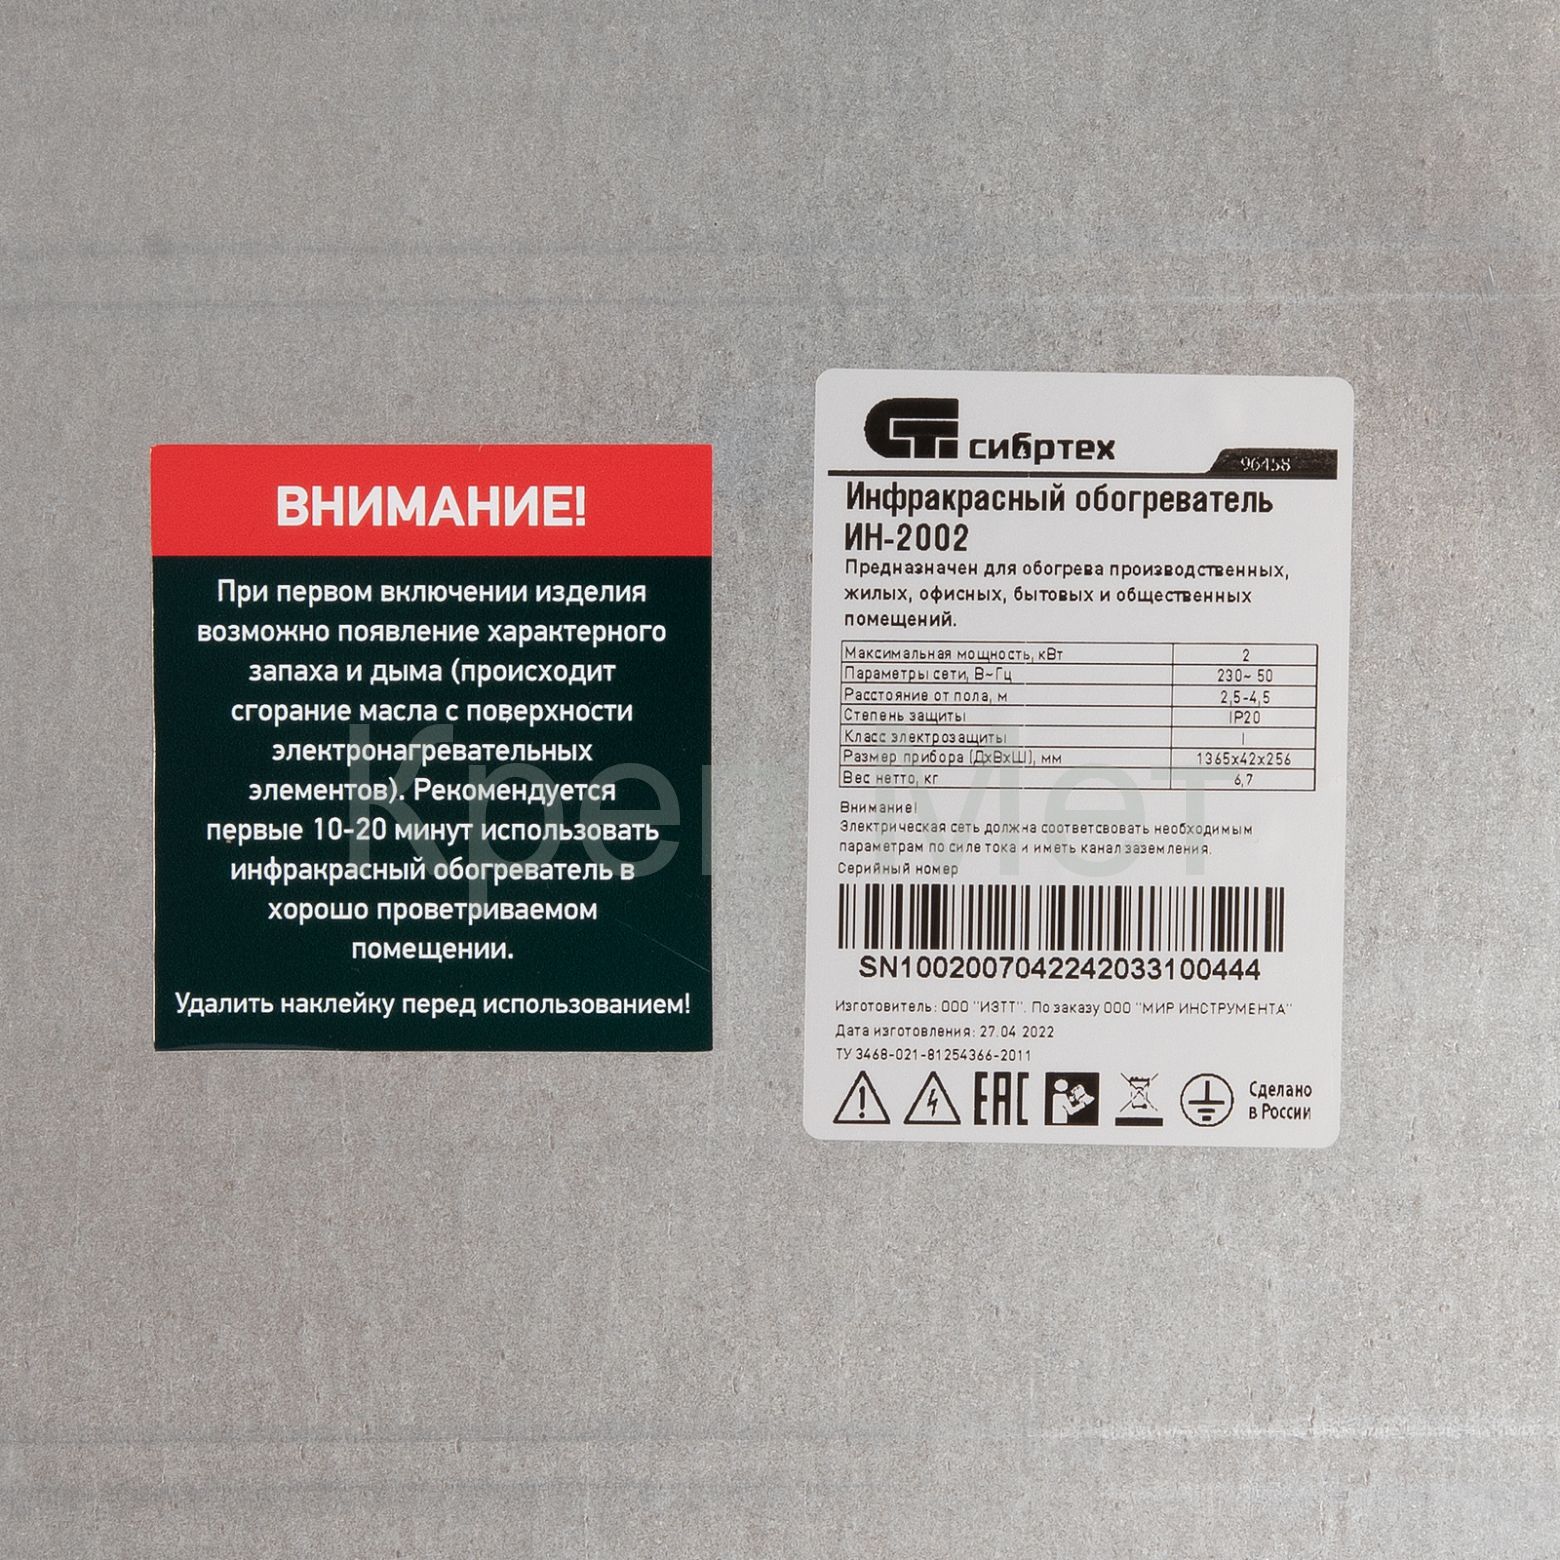 ВНИМАНИЕ!
При первом включении изделия
возможно появление характерного
запаха и дыма (происходит
сгорание масла с поверхности
электронагревательных
элементов). Рекомендуется
первые 10-20 минут использовать
инфракрасный обогреватель в
хорошо проветриваемом
помещении.
Удалить наклейку перед использованием!
сибртех
96458
Инфракрасный обогреватель
ИН-2002
Предназначен для обогрева производственных,
жилых, офисных, бытовых и общественных
помещений.
Максимальная мощность, кВт 2
Параметры сети, В~Гц 230~ 50
Расстояние от пола, м 2,5-4,5
Степень защиты IP20
Класс электрозащиты I
Размер прибора (ДхВхШ), мм 1365х42х256
Вес нетто, кг 6,7
Внимание!
Электрическая сеть должна соответсвовать необходимым
параметрам по силе тока и иметь канал заземления.
Серийный номер
SN1002007042242033100444
Изготовитель: ООО "ИЗТТ". По заказу ООО "МИР ИНСТРУМЕНТА"
Дата изготовления: 27.04 2022
ТУ 3468-021-81254366-2011
ЕАС
Сделано
в России
Креп Мет